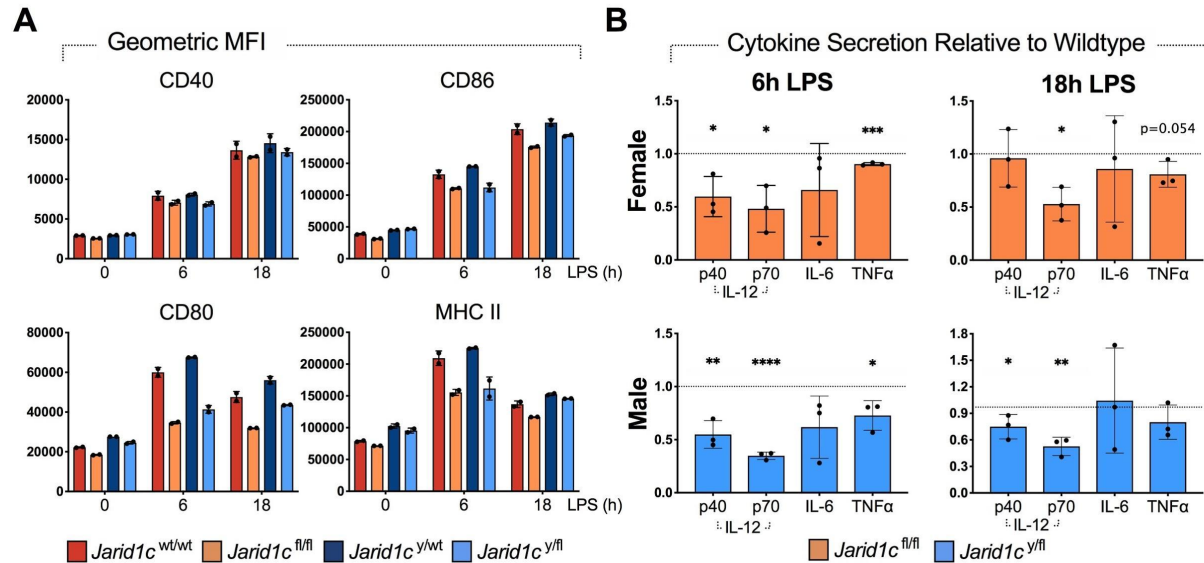 A
Geometric MFI
CD40
20000
15000
10000
5000
0
0 6 18
CD86
250000
200000
150000
100000
50000
0
0 6 18 LPS (h)
CD80
80000
60000
40000
20000
0
0 6 18
MHC II
250000
200000
150000
100000
50000
0
0 6 18 LPS (h)
Jarid1c wt/wt Jarid1c fl/fl Jarid1c y/wt Jarid1c y/fl
B
Cytokine Secretion Relative to Wildtype
6h LPS
18h LPS
Female
1.5
1.0
0.5
0.0
* * ***
p40 p70 IL-6 TNFα
IL-12
1.5
1.0
0.5
0.0
* p=0.054
p40 p70 IL-6 TNFα
IL-12
Male
1.5
1.0
0.5
0.0
** **** *
p40 p70 IL-6 TNFα
IL-12
1.8
1.5
1.2
0.9
0.6
0.3
0.0
* **
p40 p70 IL-6 TNFα
IL-12
Jarid1c fl/fl Jarid1c y/fl